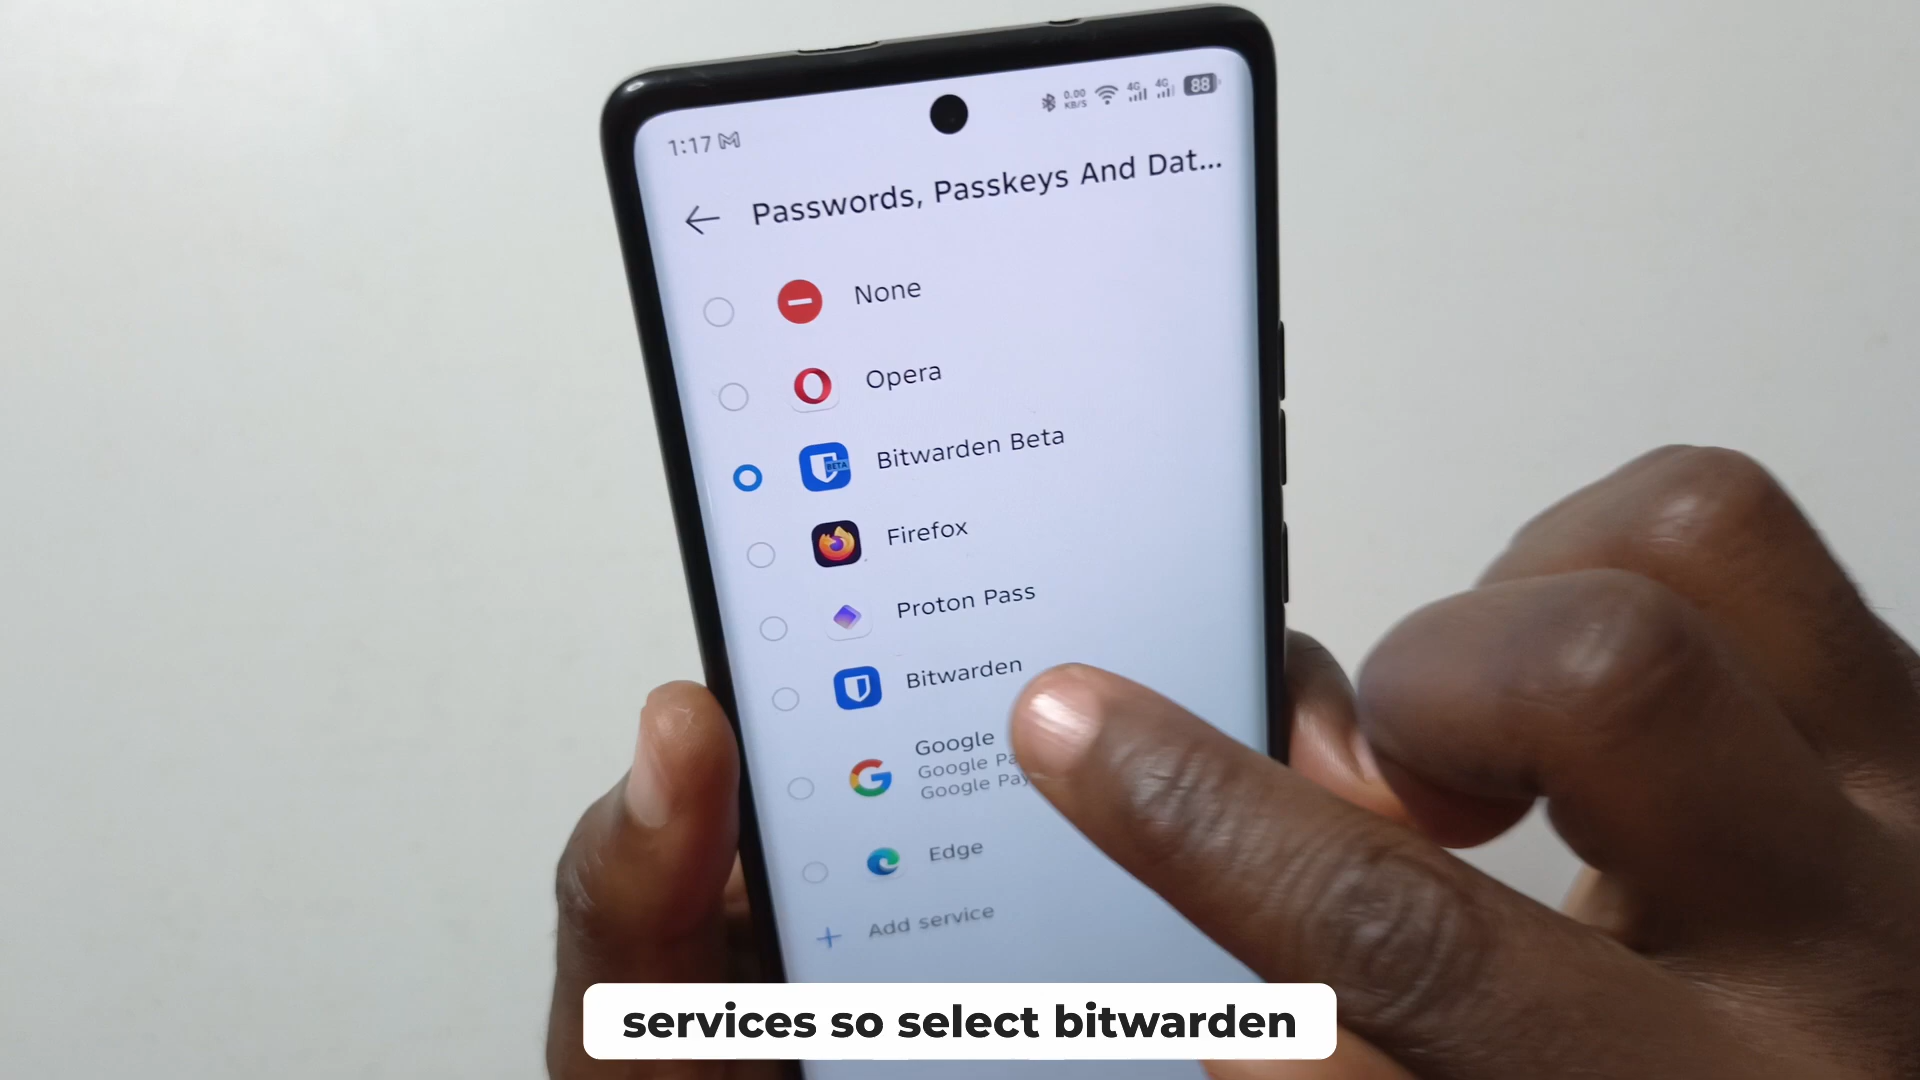 1:17
0.00
KB/S
4G
4G
88
Passwords, Passkeys And Dat...
None
Opera
BETA
Bitwarden Beta
Firefox
Proton Pass
Bitwarden
Google
Google
Google Pay
Edge
Add service
services so select bitwarden